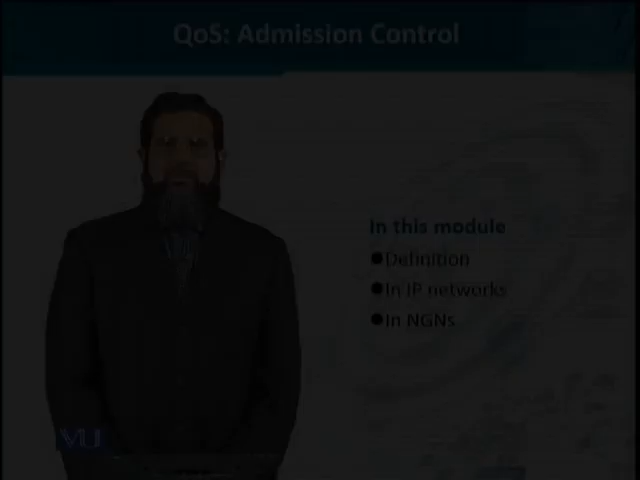 QoS: Admission Control
In this module
●Definition
●In IP networks
●In NGNs
VU